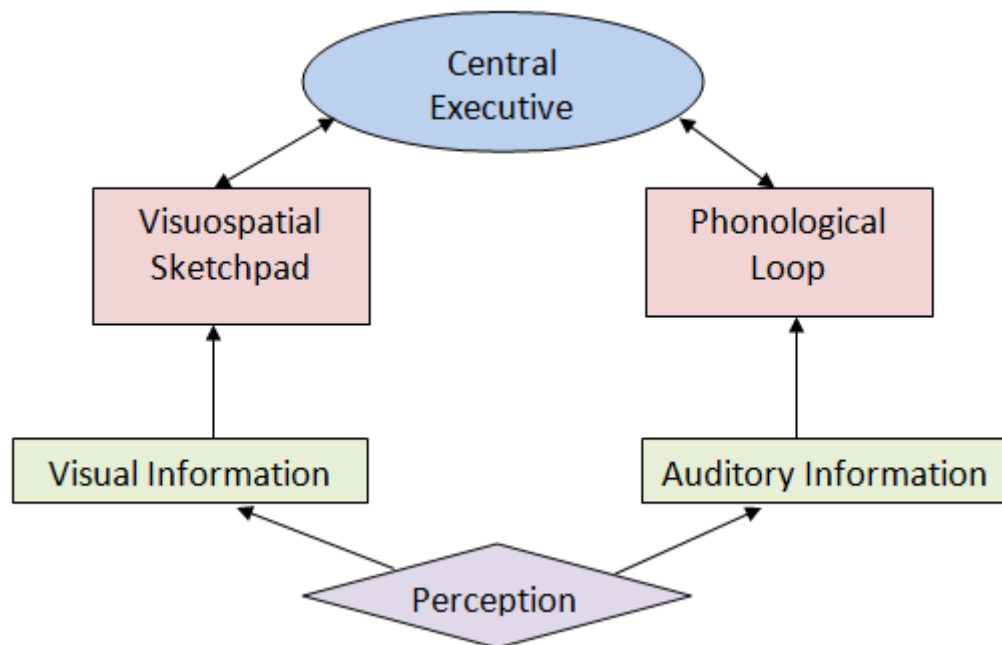 Central
Executive
Visuospatial
Sketchpad
Phonological
Loop
Visual Information
Auditory Information
Perception